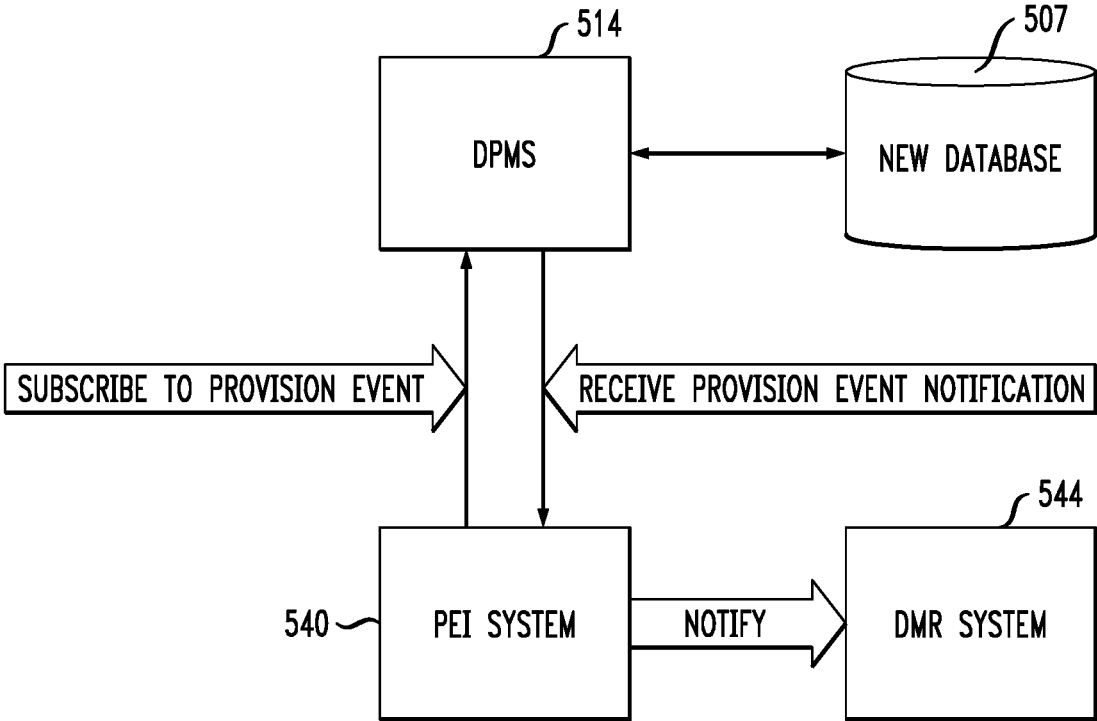 514
507
DPMS
NEW DATABASE
SUBSCRIBE TO PROVISION EVENT
RECEIVE PROVISION EVENT NOTIFICATION
544
540
PEI SYSTEM
NOTIFY
DMR SYSTEM